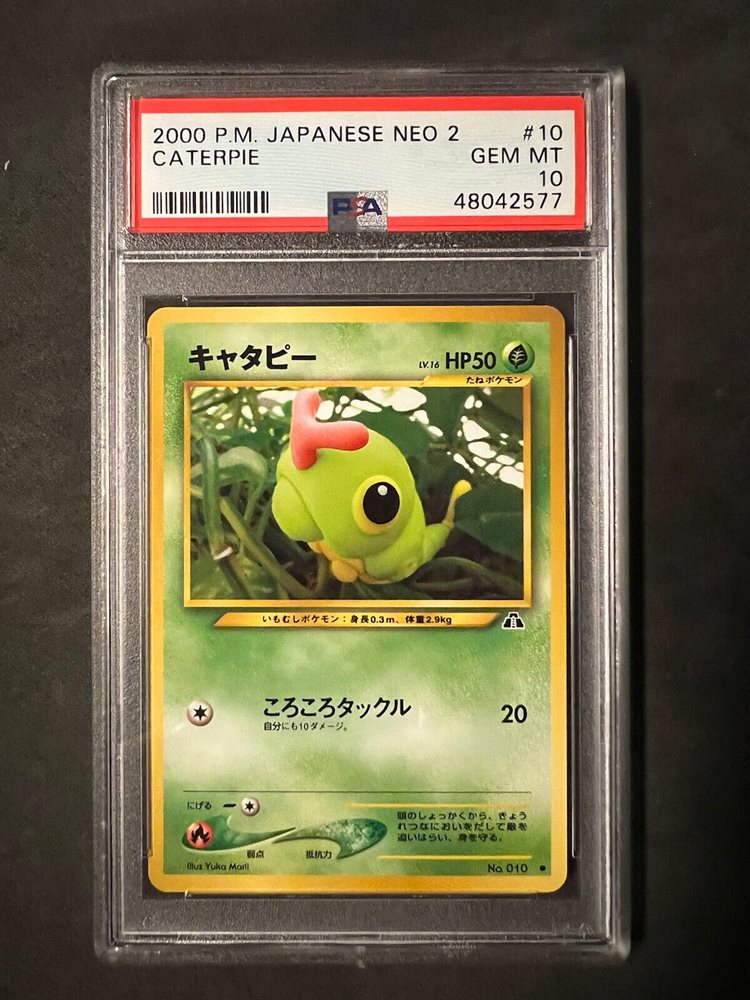 2000 P.M. JAPANESE NEO 2 #10
CATERPIE GEM MT
10
PSA 48042577
キャタピー LV.16 HP50
たねポケモン
いもむしポケモン：身長0.3m、体重2.9kg
ころころタックル 20
自分にも10ダメージ。
にげる
頭のしょっかくから、きょう
れつなにおいをだして敵を
追いはらい、身を守る。
弱点 抵抗力
Illus. Yuka Morii No. 010